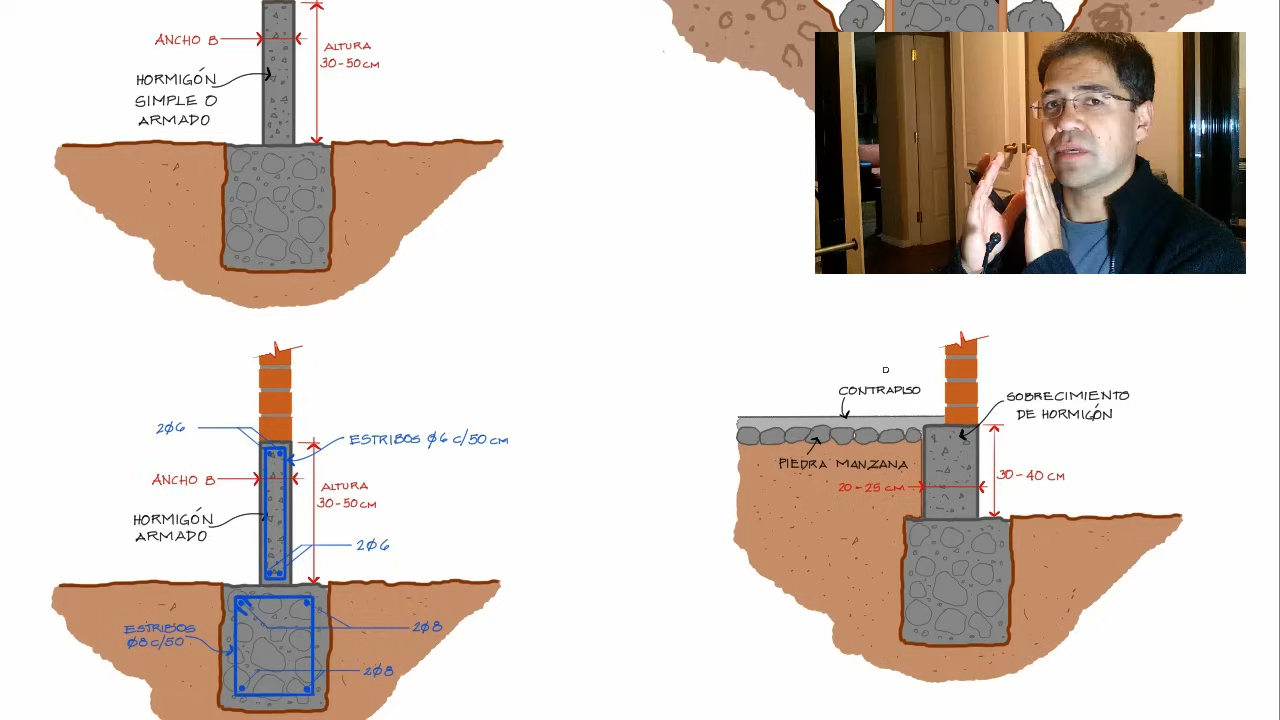 ANCHO B
ALTURA
30-50 CM
HORMIGÓN
SIMPLE O
ARMADO
2Ø6
ESTRIBOS Ø6 C/50 CM
ANCHO B
ALTURA
30-50 CM
HORMIGÓN
ARMADO
2Ø6
ESTRIBOS
Ø8 C/50
2Ø8
2Ø8
CONTRAPISO
SOBRECIMIENTO
DE HORMIGÓN
PIEDRA MANZANA
20-25 CM
30-40 CM